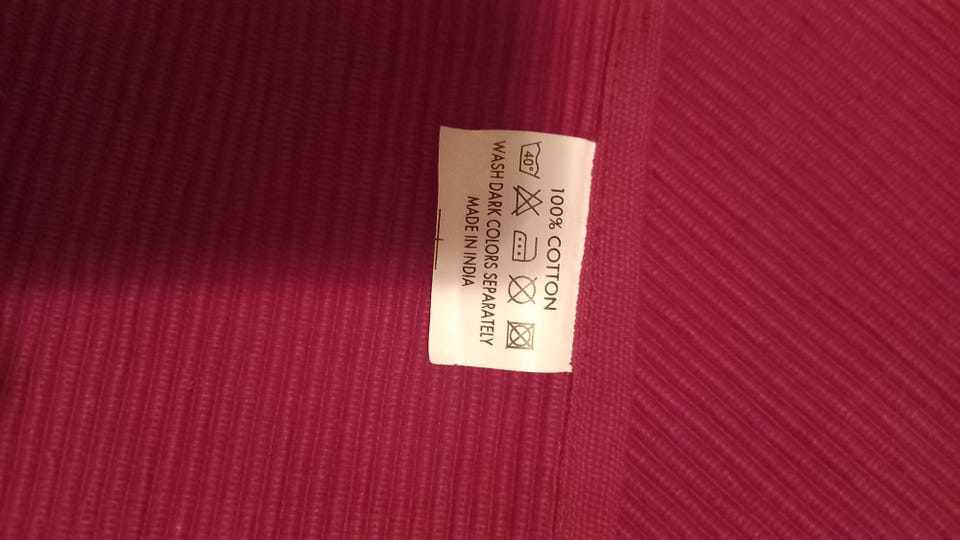 100% COTTON
40°
WASH DARK COLORS SEPARATELY
MADE IN INDIA